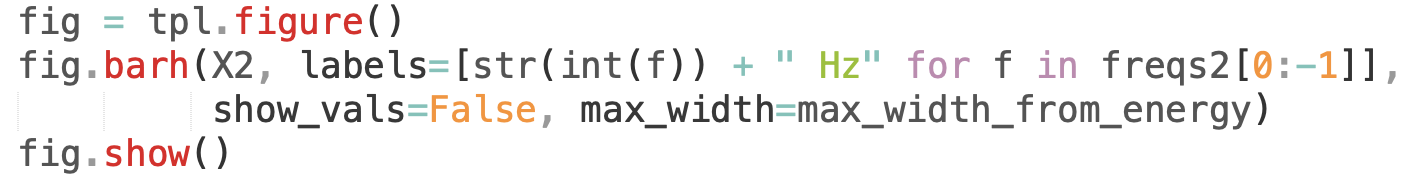 fig = tpl.figure()
fig.barh(X2, labels=[str(int(f)) + " Hz" for f in freqs2[0:-1]],
         show_vals=False, max_width=max_width_from_energy)
fig.show()